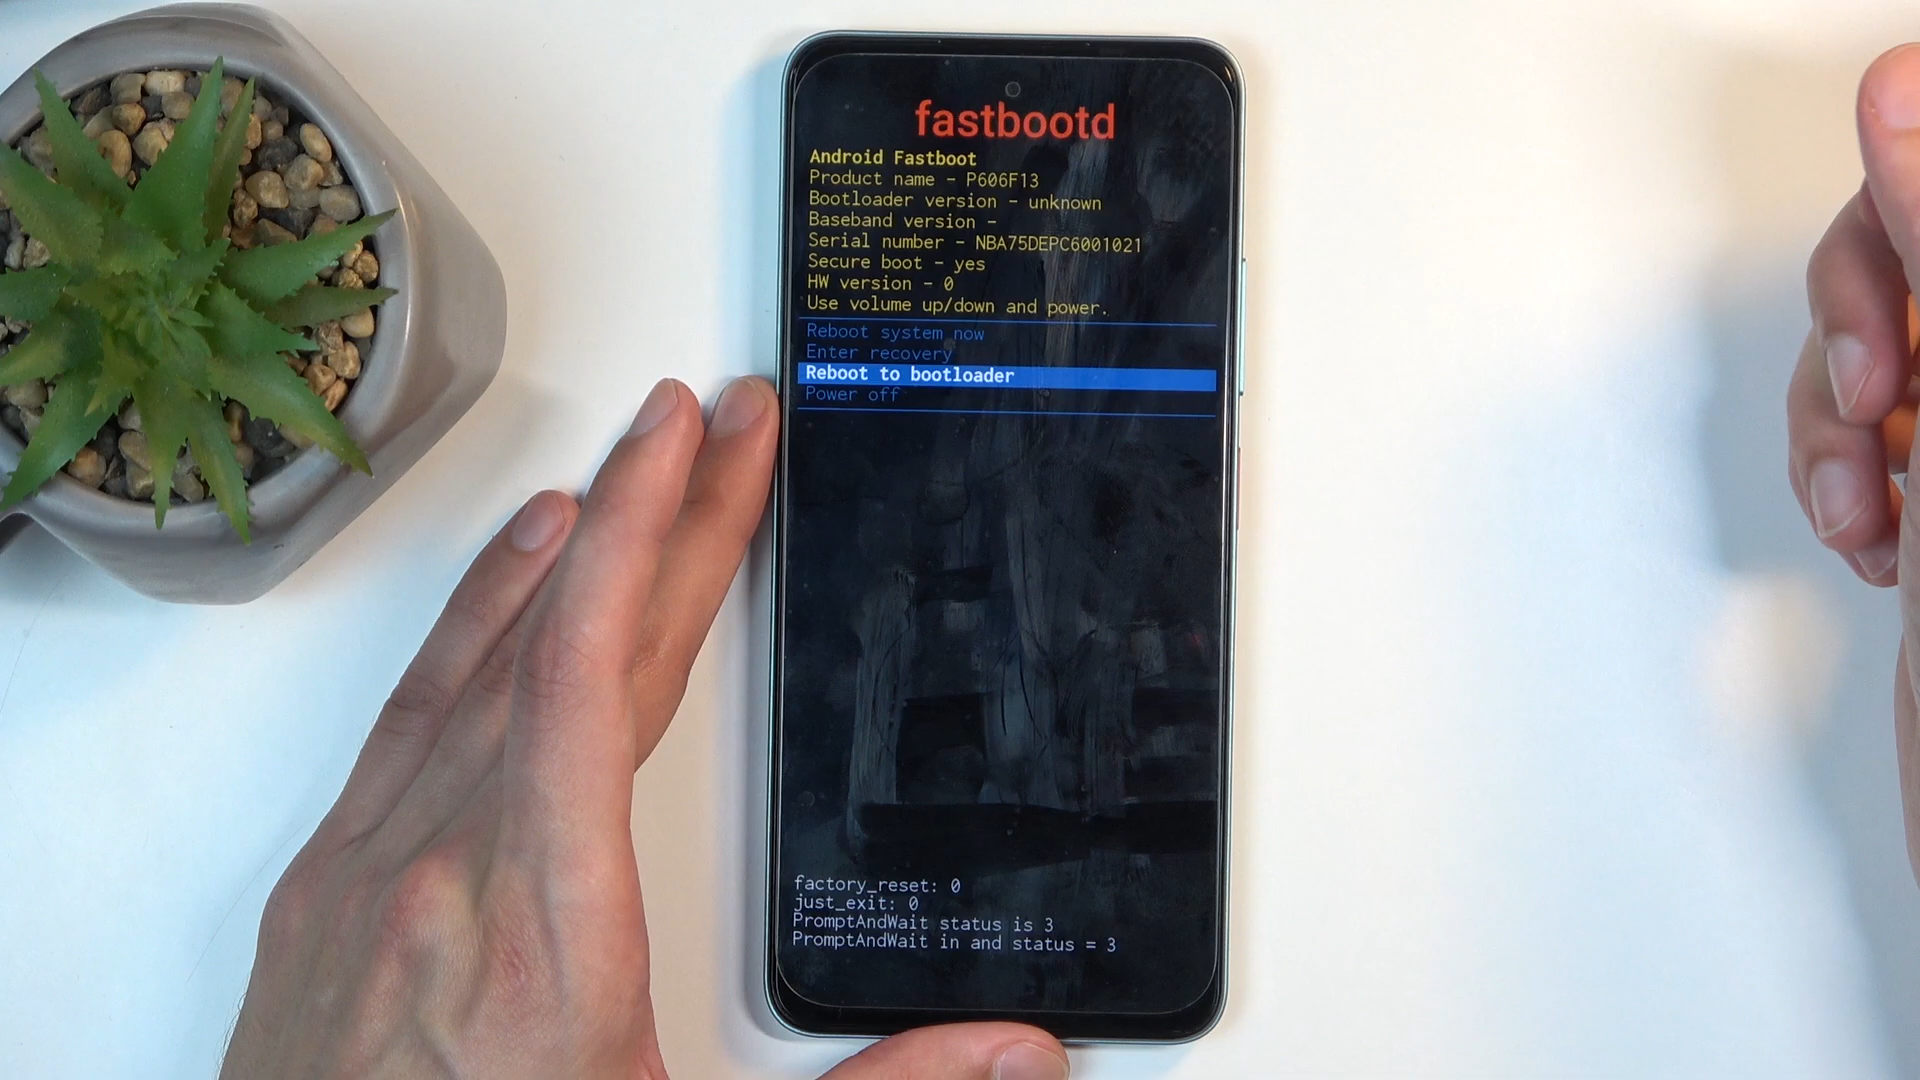 fastbootd
Android Fastboot
Product name - P606F13
Bootloader version - unknown
Baseband version -
Serial number - NBA75DEPC6001021
Secure boot - yes
HW version - 0
Use volume up/down and power.
Reboot system now
Enter recovery
Reboot to bootloader
Power off
factory_reset: 0
just_exit: 0
PromptAndWait status is 3
PromptAndWait in and status = 3